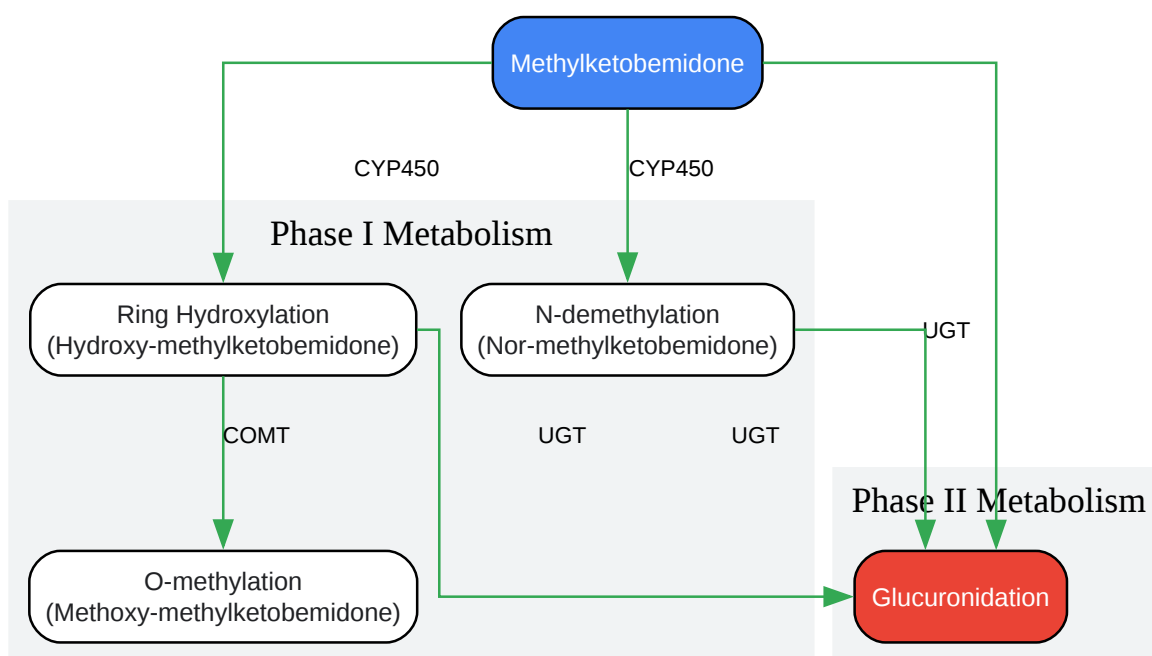 Methylketobemidone
CYP450
CYP450
Phase I Metabolism
Ring Hydroxylation
(Hydroxy-methylketobemidone)
N-demethylation
(Nor-methylketobemidone)
UGT
COMT
UGT
UGT
Phase II Metabolism
O-methylation
(Methoxy-methylketobemidone)
Glucuronidation